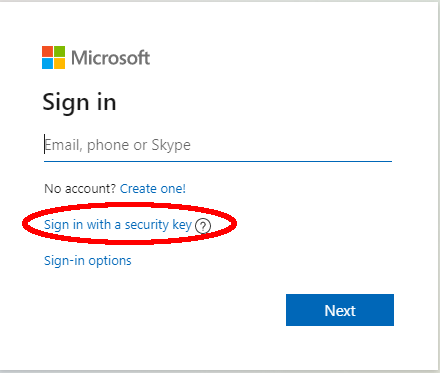 Microsoft
Sign in
Email, phone or Skype
No account? Create one!
Sign in with a security key ?
Sign-in options
Next